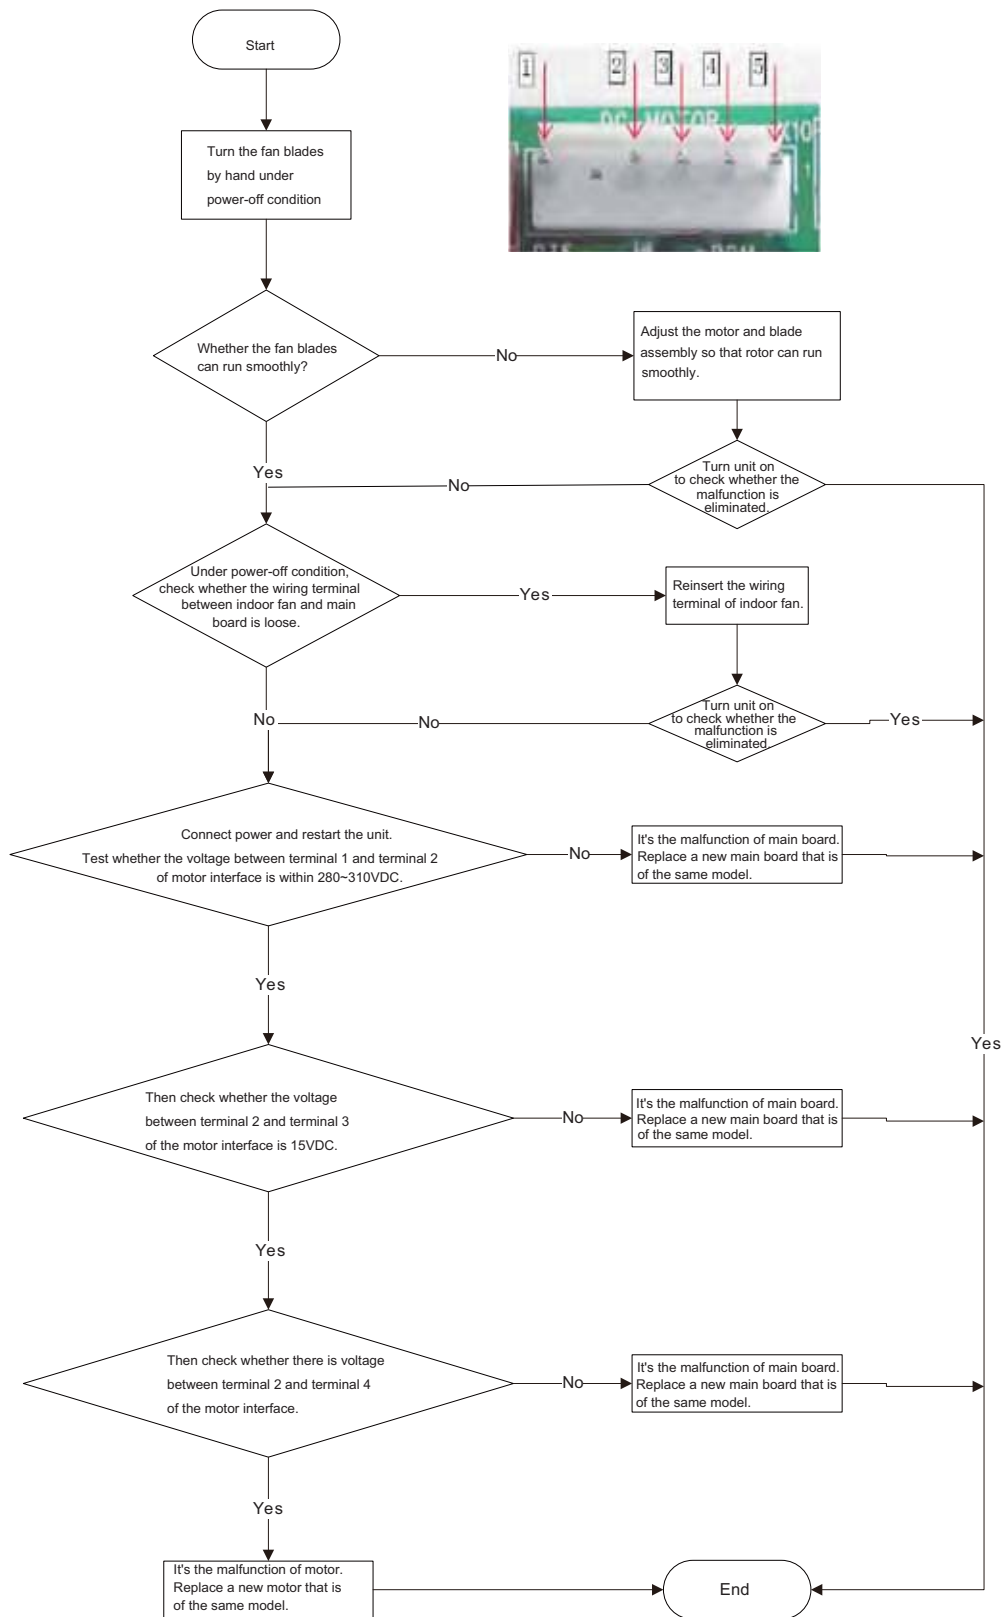 Start
1
2
3
4
5
DC MOTOR
Turn the fan blades
by hand under
power-off condition
Whether the fan blades
can run smoothly?
No
Adjust the motor and blade
assembly so that rotor can run
smoothly.
Yes
Turn unit on
to check whether the
malfunction is
eliminated.
No
Under power-off condition,
check whether the wiring terminal
between indoor fan and main
board is loose.
Yes
Reinsert the wiring
terminal of indoor fan.
No
No
Turn unit on
to check whether the
malfunction is
eliminated.
Yes
Connect power and restart the unit.
Test whether the voltage between terminal 1 and terminal 2
of motor interface is within 280~310VDC.
No
It's the malfunction of main board.
Replace a new main board that is
of the same model.
Yes
Yes
Then check whether the voltage
between terminal 2 and terminal 3
of the motor interface is 15VDC.
No
It's the malfunction of main board.
Replace a new main board that is
of the same model.
Yes
Then check whether there is voltage
between terminal 2 and terminal 4
of the motor interface.
No
It's the malfunction of main board.
Replace a new main board that is
of the same model.
Yes
It's the malfunction of motor.
Replace a new motor that is
of the same model.
End